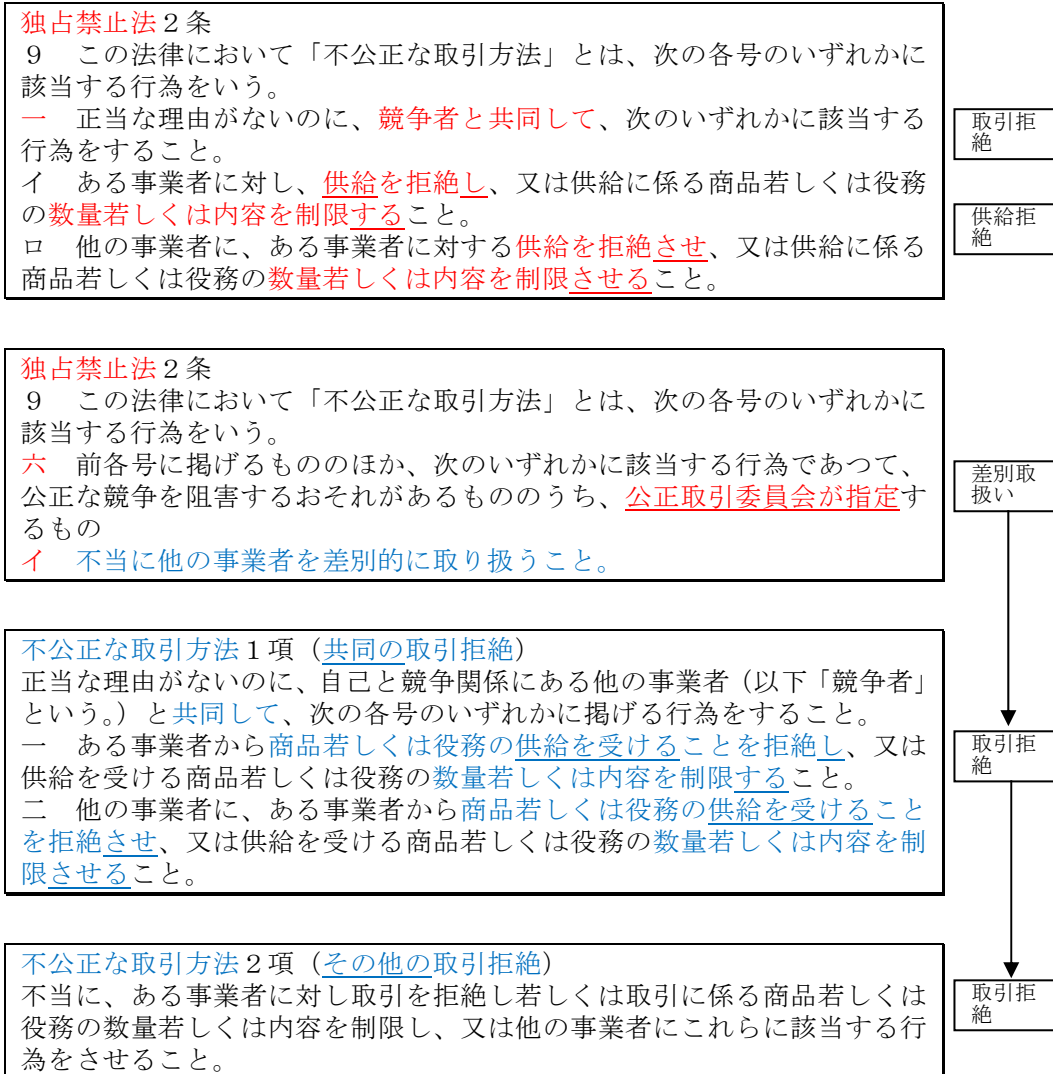 独占禁止法２条
９　この法律において「不公正な取引方法」とは、次の各号のいずれかに
該当する行為をいう。
一　正当な理由がないのに、競争者と共同して、次のいずれかに該当する
行為をすること。
イ　ある事業者に対し、供給を拒絶し、又は供給に係る商品若しくは役務
の数量若しくは内容を制限すること。
ロ　他の事業者に、ある事業者に対する供給を拒絶させ、又は供給に係る
商品若しくは役務の数量若しくは内容を制限させること。
取引拒
絶
供給拒
絶
独占禁止法２条
９　この法律において「不公正な取引方法」とは、次の各号のいずれかに
該当する行為をいう。
六　前各号に掲げるもののほか、次のいずれかに該当する行為であつて、
公正な競争を阻害するおそれがあるもののうち、公正取引委員会が指定す
るもの
イ　不当に他の事業者を差別的に取り扱うこと。
差別取
扱い
不公正な取引方法１項（共同の取引拒絶）
正当な理由がないのに、自己と競争関係にある他の事業者（以下「競争者」
という。）と共同して、次の各号のいずれかに掲げる行為をすること。
一　ある事業者から商品若しくは役務の供給を受けることを拒絶し、又は
供給を受ける商品若しくは役務の数量若しくは内容を制限すること。
二　他の事業者に、ある事業者から商品若しくは役務の供給を受けること
を拒絶させ、又は供給を受ける商品若しくは役務の数量若しくは内容を制
限させること。
取引拒
絶
不公正な取引方法２項（その他の取引拒絶）
不当に、ある事業者に対し取引を拒絶し若しくは取引に係る商品若しくは
役務の数量若しくは内容を制限し、又は他の事業者にこれらに該当する行
為をさせること。
取引拒
絶